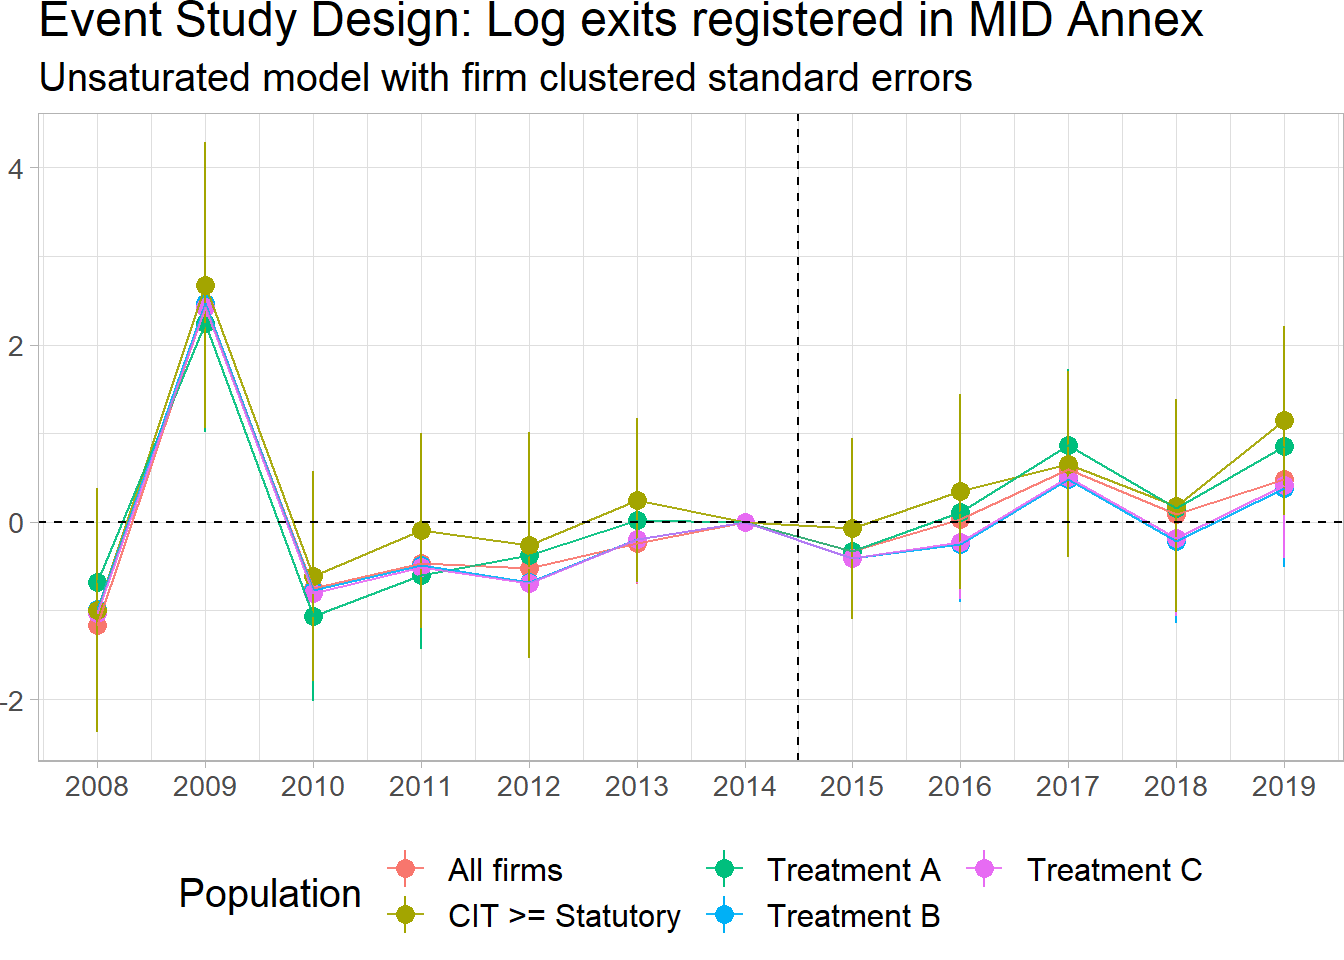 Event Study Design: Log exits registered in MID Annex
Unsaturated model with firm clustered standard errors
4
2
0
-2
2008 2009 2010 2011 2012 2013 2014 2015 2016 2017 2018 2019
Population
All firms
CIT >= Statutory
Treatment A
Treatment B
Treatment C